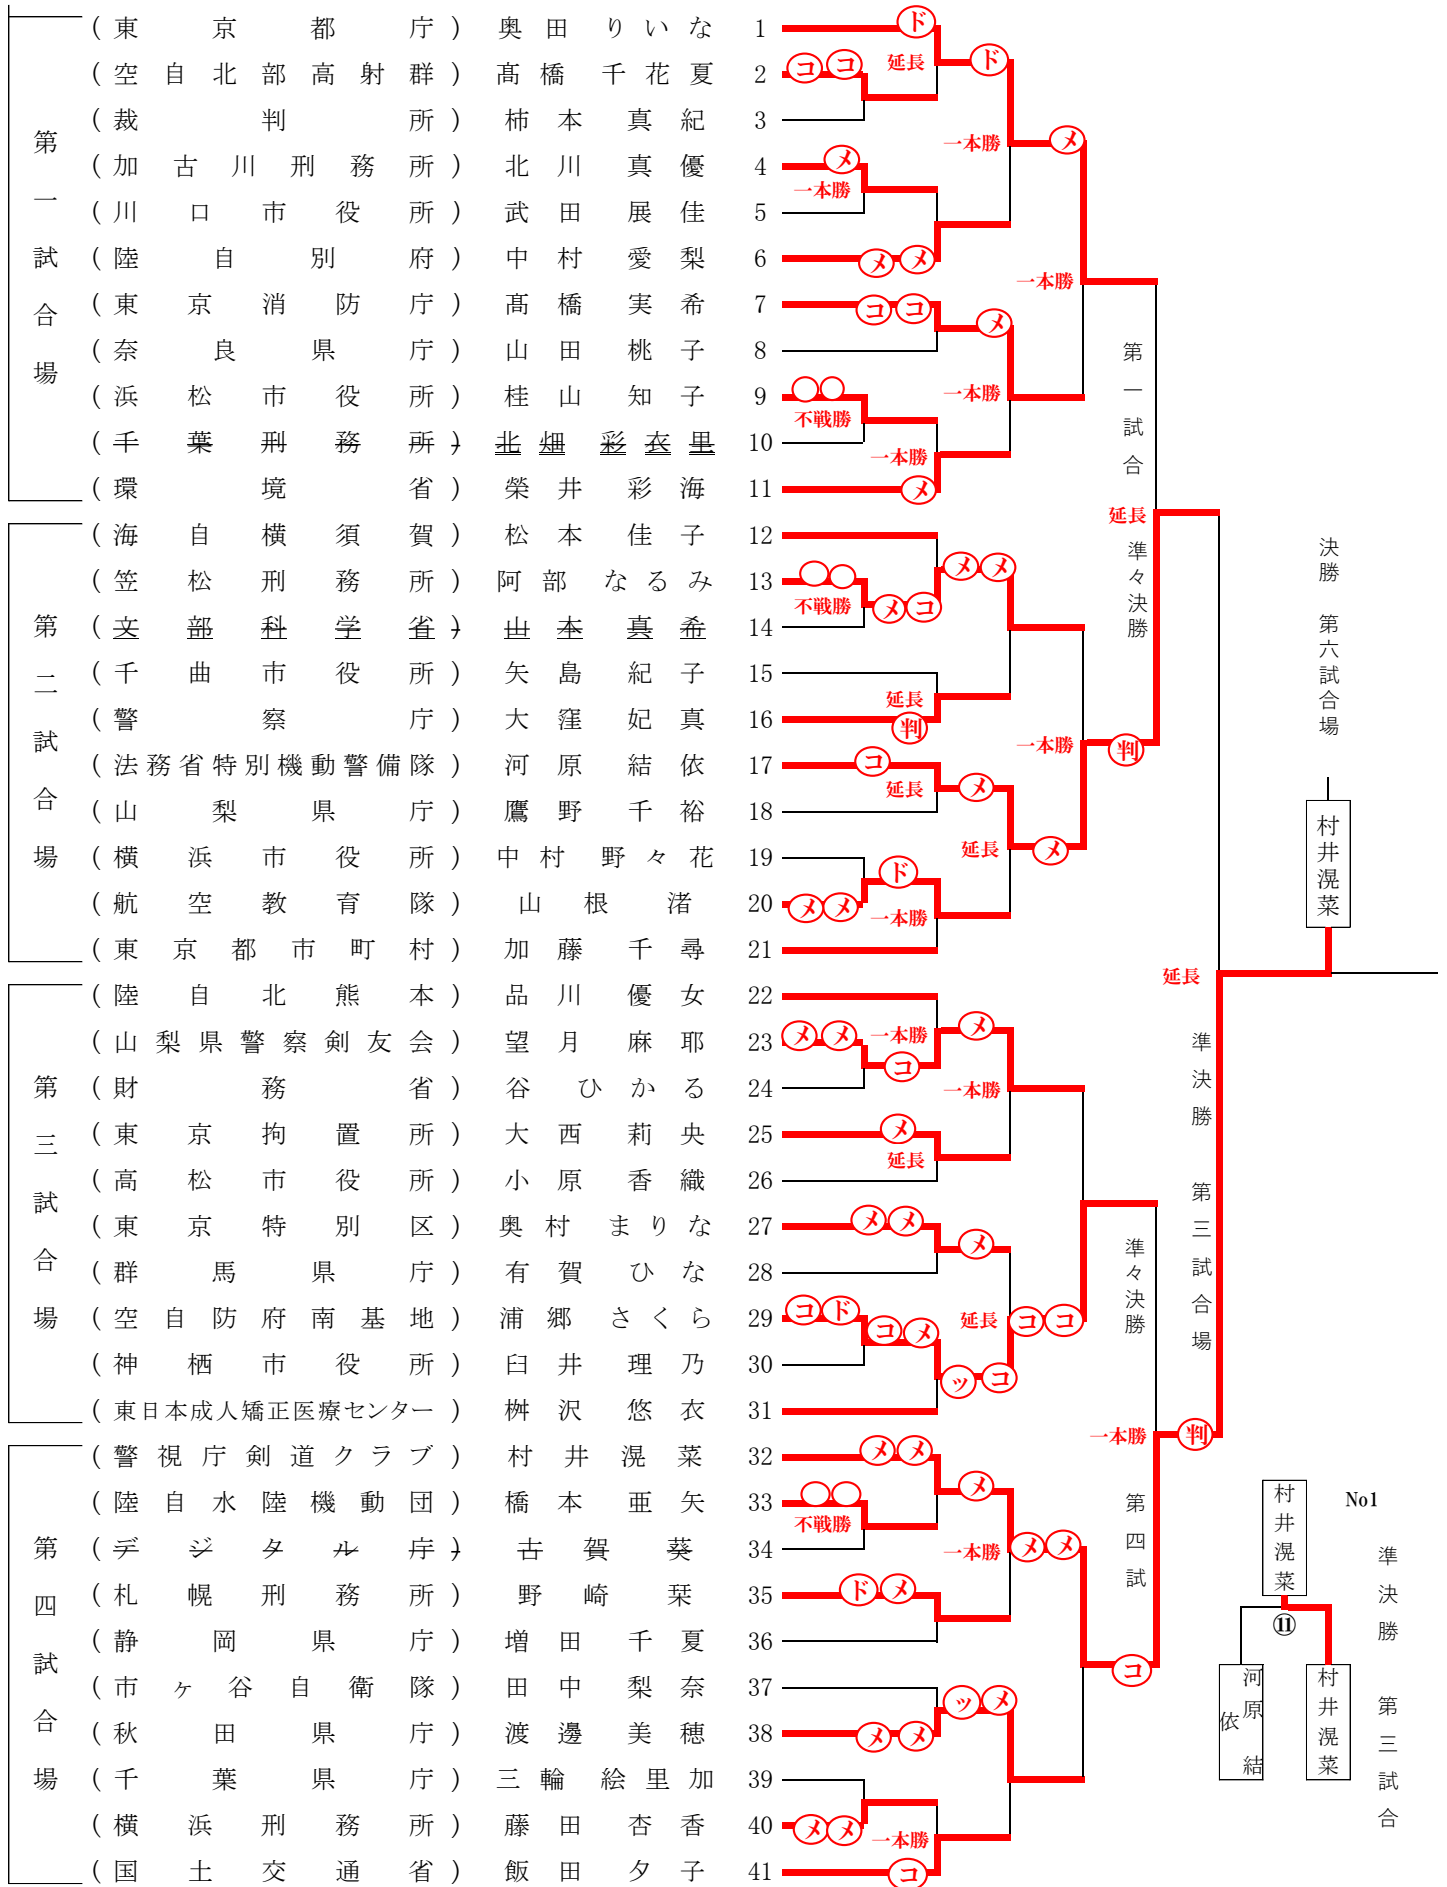 第一試合場
(東京都庁) 奥田りいな 1
(空自北部高射群) 髙橋千花夏 2
(裁判所) 柿本真紀 3
(加古川刑務所) 北川真優 4
(川口市役所) 武田展佳 5
(陸自別府) 中村愛梨 6
(東京消防庁) 髙橋実希 7
(奈良県庁) 山田桃子 8
(浜松市役所) 桂山知子 9
(千葉刑務所) 北畑彩衣里 10
(環境省) 榮井彩海 11
第二試合場
(海自横須賀) 松本佳子 12
(笠松刑務所) 阿部なるみ 13
(文部科学省) 山本真希 14
(千曲市役所) 矢島紀子 15
(警察庁) 大窪妃真 16
(法務省特別機動警備隊) 河原結依 17
(山梨県庁) 鷹野千裕 18
(横浜市役所) 中村野々花 19
(航空教育隊) 山根渚 20
(東京都市町村) 加藤千尋 21
第三試合場
(陸自北熊本) 品川優女 22
(山梨県警察剣友会) 望月麻耶 23
(財務省) 谷ひかる 24
(東京拘置所) 大西莉央 25
(高松市役所) 小原香織 26
(東京特別区) 奥村まりな 27
(群馬県庁) 有賀ひな 28
(空自防府南基地) 浦郷さくら 29
(神栖市役所) 臼井理乃 30
(東日本成人矯正医療センター) 桝沢悠衣 31
第四試合場
(警視庁剣道クラブ) 村井滉菜 32
(陸自水陸機動団) 橋本亜矢 33
(デジタル庁) 古賀葵 34
(札幌刑務所) 野崎栞 35
(静岡県庁) 増田千夏 36
(市ヶ谷自衛隊) 田中梨奈 37
(秋田県庁) 渡邊美穂 38
(千葉県庁) 三輪絵里加 39
(横浜刑務所) 藤田杏香 40
(国土交通省) 飯田夕子 41
ド
コ コ
延長
メ
一本勝
メ メ
コ コ
不戦勝
一本勝
メ
不戦勝
メ コ
延長
判
コ
延長
メ メ
ド
一本勝
メ メ
一本勝
コ
メ
延長
メ メ
コ ド
コ メ
メ メ
不戦勝
ド メ
メ メ
メ メ
一本勝
コ
ド
一本勝
メ
一本勝
メ メ
メ
延長
メ
一本勝
メ
延長
ッ コ
メ
一本勝
ッ メ
メ
一本勝
一本勝
メ
コ コ
メ メ
第一試合
準々決勝
延長
判
準々決勝
第四試
一本勝
コ
判
延長
準決勝 第三試合場
決勝 第六試合場
村井滉菜
No1
村井滉菜
⑪
河原結依
村井滉菜
準決勝 第三試合